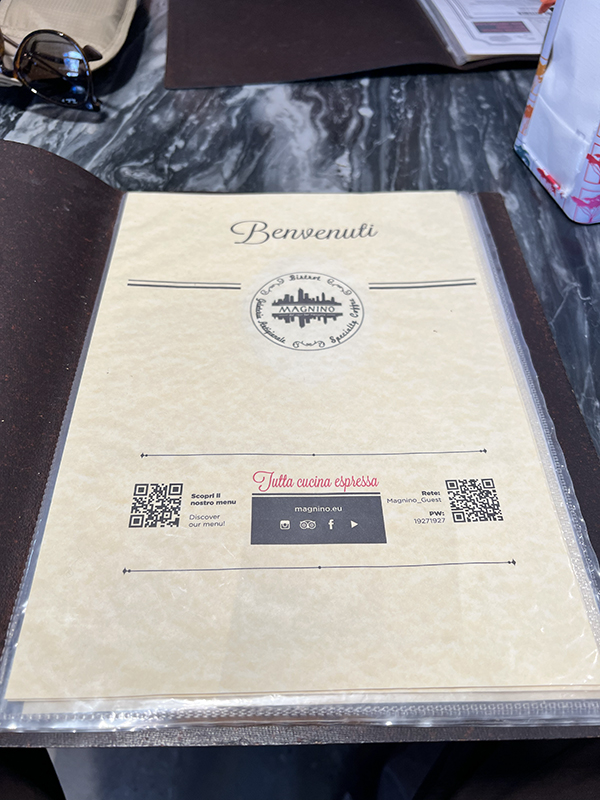 Benvenuti
Bistrot
MAGNINO
Gelateria Artigianale
Specialty Coffee
Tutta cucina espressa
Scopri il
nostro menu
Discover
our menu!
magnino.eu
Rete:
Magnino_Guest
PW:
19271927